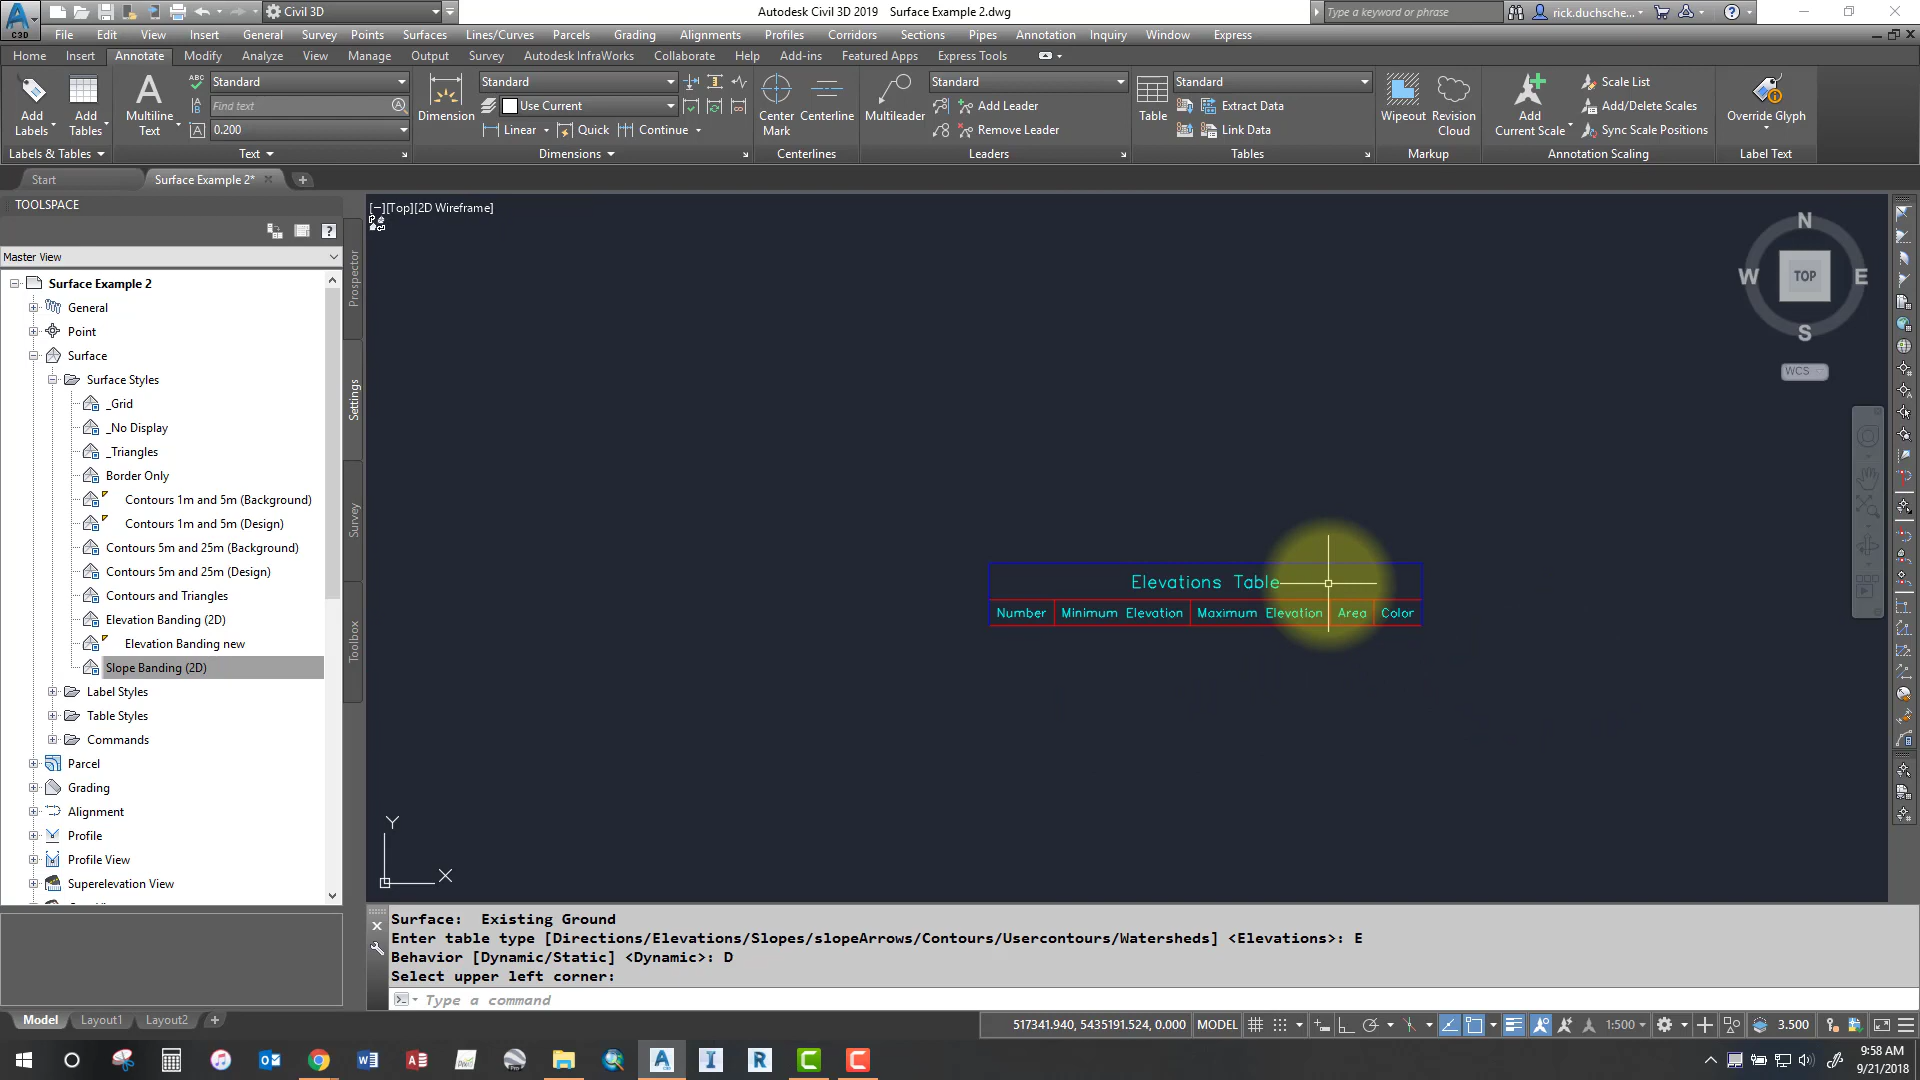 Civil 3D
Autodesk Civil 3D 2019 Surface Example 2.dwg
Type a keyword or phrase
rick.duchsche...
C3D
File Edit View Insert General Survey Points Surfaces Lines/Curves Parcels Grading Alignments Profiles Corridors Sections Pipes Annotation Inquiry Window Express
Home Insert Annotate Modify Analyze View Manage Output Survey Autodesk InfraWorks Collaborate Help Add-ins Featured Apps Express Tools
Add Labels
Add Tables
Labels & Tables
Multiline Text
ABC
Standard
Find text
0.200
Text
Dimension
Standard
Use Current
Linear Quick Continue
Dimensions
Center Mark
Centerline
Centerlines
Multileader
Standard
Add Leader
Remove Leader
Leaders
Table
Standard
Extract Data
Link Data
Tables
Wipeout
Revision Cloud
Markup
Add Current Scale
Scale List
Add/Delete Scales
Sync Scale Positions
Annotation Scaling
Override Glyph
Label Text
Start
Surface Example 2*
TOOLSPACE
Master View
Surface Example 2
General
Point
Surface
Surface Styles
_Grid
_No Display
_Triangles
Border Only
Contours 1m and 5m (Background)
Contours 1m and 5m (Design)
Contours 5m and 25m (Background)
Contours 5m and 25m (Design)
Contours and Triangles
Elevation Banding (2D)
Elevation Banding new
Slope Banding (2D)
Label Styles
Table Styles
Commands
Parcel
Grading
Alignment
Profile
Profile View
Superelevation View
Prospector
Settings
Survey
Toolbox
[−][Top][2D Wireframe]
N
W TOP E
S
WCS
Elevations Table
Number Minimum Elevation Maximum Elevation Area Color
Y
X
Surface: Existing Ground
Enter table type [Directions/Elevations/Slopes/slopeArrows/Contours/Usercontours/Watersheds] <Elevations>: E
Behavior [Dynamic/Static] <Dynamic>: D
Select upper left corner:
Type a command
Model Layout1 Layout2
517341.940, 5435191.524, 0.000 MODEL 1:500 3.500
9:58 AM
9/21/2018